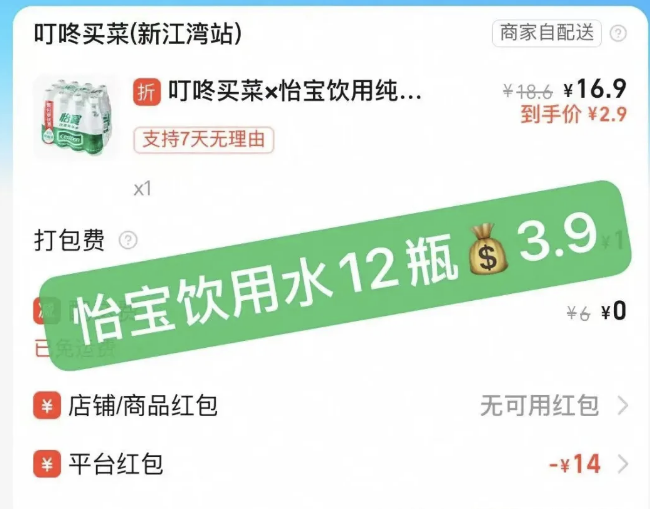 叮咚买菜(新江湾站)
商家自配送 ?
折 叮咚买菜×怡宝饮用纯...
¥18.6 ¥16.9
到手价 ¥2.9
支持7天无理由
怡宝
x1
打包费 ?
¥1
怡宝饮用水12瓶💰3.9
¥6 ¥0
已免运费
¥ 店铺/商品红包
无可用红包 >
¥ 平台红包
-¥14 >